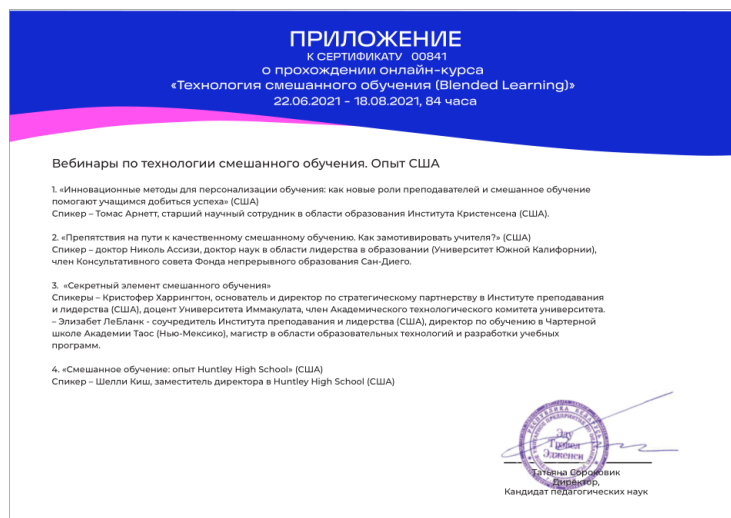 ПРИЛОЖЕНИЕ
К СЕРТИФИКАТУ 00841
о прохождении онлайн-курса
«Технология смешанного обучения (Blended Learning)»
22.06.2021 - 18.08.2021, 84 часа
Вебинары по технологии смешанного обучения. Опыт США
1. «Инновационные методы для персонализации обучения: как новые роли преподавателей и смешанное обучение
помогают учащимся добиться успеха» (США)
Спикер – Томас Арнетт, старший научный сотрудник в области образования Института Кристенсена (США).
2. «Препятствия на пути к качественному смешанному обучению. Как замотивировать учителя?» (США)
Спикер – доктор Николь Ассизи, доктор наук в области лидерства в образовании (Университет Южной Калифорнии),
член Консультативного совета Фонда непрерывного образования Сан-Диего.
3. «Секретный элемент смешанного обучения»
Спикеры – Кристофер Харрингтон, основатель и директор по стратегическому партнерству в Институте преподавания
и лидерства (США), доцент Университета Иммакулата, член Академического технологического комитета университета.
– Элизабет ЛеБланк - соучредитель Института преподавания и лидерства (США), директор по обучению в Чартерной
школе Академии Таос (Нью-Мексико), магистр в области образовательных технологий и разработки учебных
программ.
4. «Смешанное обучение: опыт Huntley High School» (США)
Спикер – Шелли Киш, заместитель директора в Huntley High School (США)
РЕСПУБЛИКА БЕЛАРУСЬ
Эду
Трэвел
Эдженси
Татьяна Сороковик
Директор,
Кандидат педагогических наук